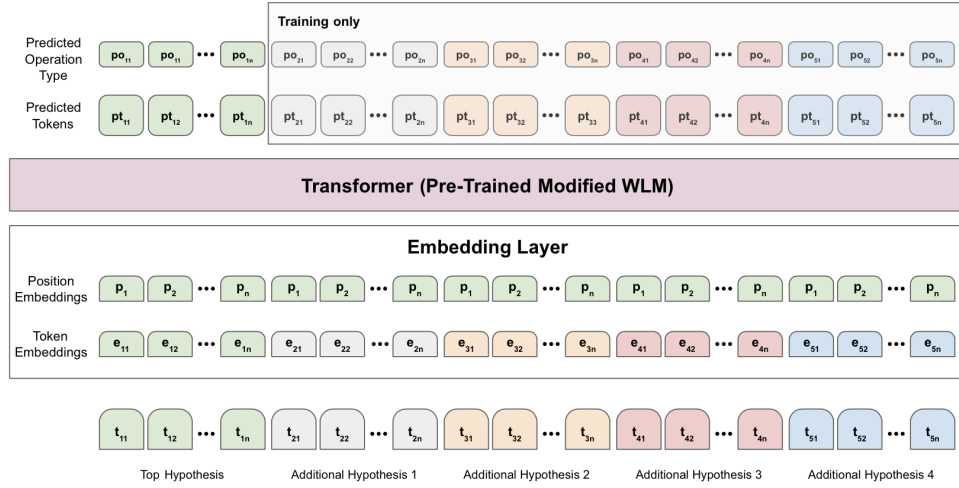 Training only
Predicted Operation Type
po11 po11 ••• po1n po21 po22 ••• po2n po31 po32 ••• po3n po41 po42 ••• po4n po51 po52 ••• po5n
Predicted Tokens
pt11 pt12 ••• pt1n pt21 pt22 ••• pt2n pt31 pt32 ••• pt33 pt41 pt42 ••• pt4n pt51 pt52 ••• pt5n
Transformer (Pre-Trained Modified WLM)
Embedding Layer
Position Embeddings
p1 p2 ••• pn p1 p2 ••• pn p1 p2 ••• pn p1 p2 ••• pn p1 p2 ••• pn
Token Embeddings
e11 e12 ••• e1n e21 e22 ••• e2n e31 e32 ••• e3n e41 e42 ••• e4n e51 e52 ••• e5n
t11 t12 ••• t1n t21 t22 ••• t2n t31 t32 ••• t3n t41 t42 ••• t4n t51 t52 ••• t5n
Top Hypothesis Additional Hypothesis 1 Additional Hypothesis 2 Additional Hypothesis 3 Additional Hypothesis 4